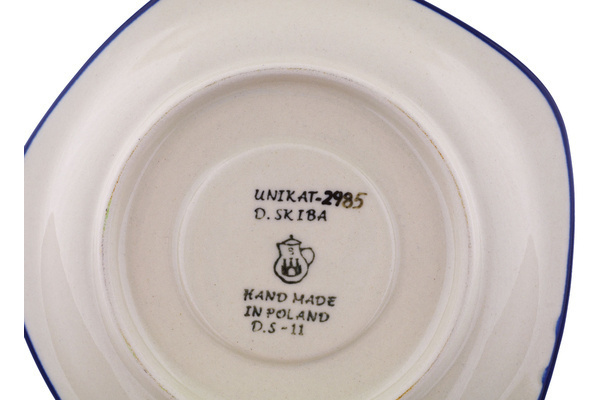 UNIKAT-2985
D. SKIBA
HAND MADE
IN POLAND
D.S-11